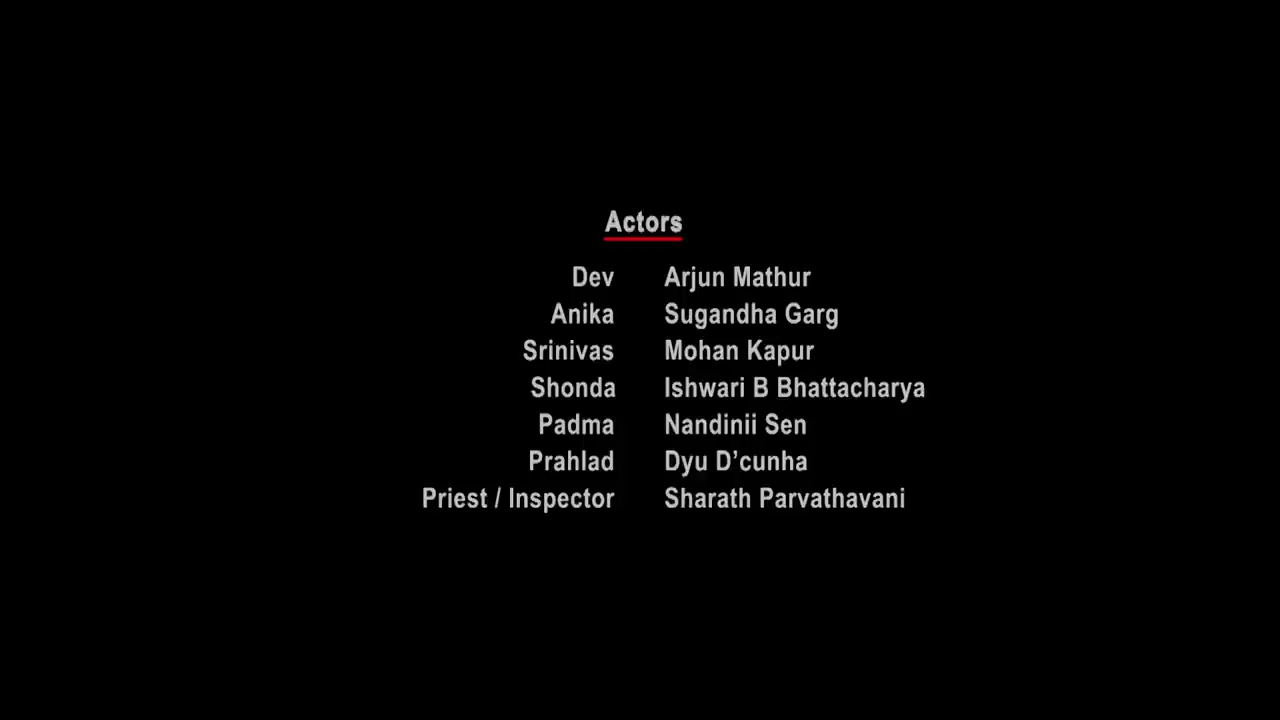 Actors
Dev Arjun Mathur
Anika Sugandha Garg
Srinivas Mohan Kapur
Shonda Ishwari B Bhattacharya
Padma Nandinii Sen
Prahlad Dyu D’cunha
Priest / Inspector Sharath Parvathavani